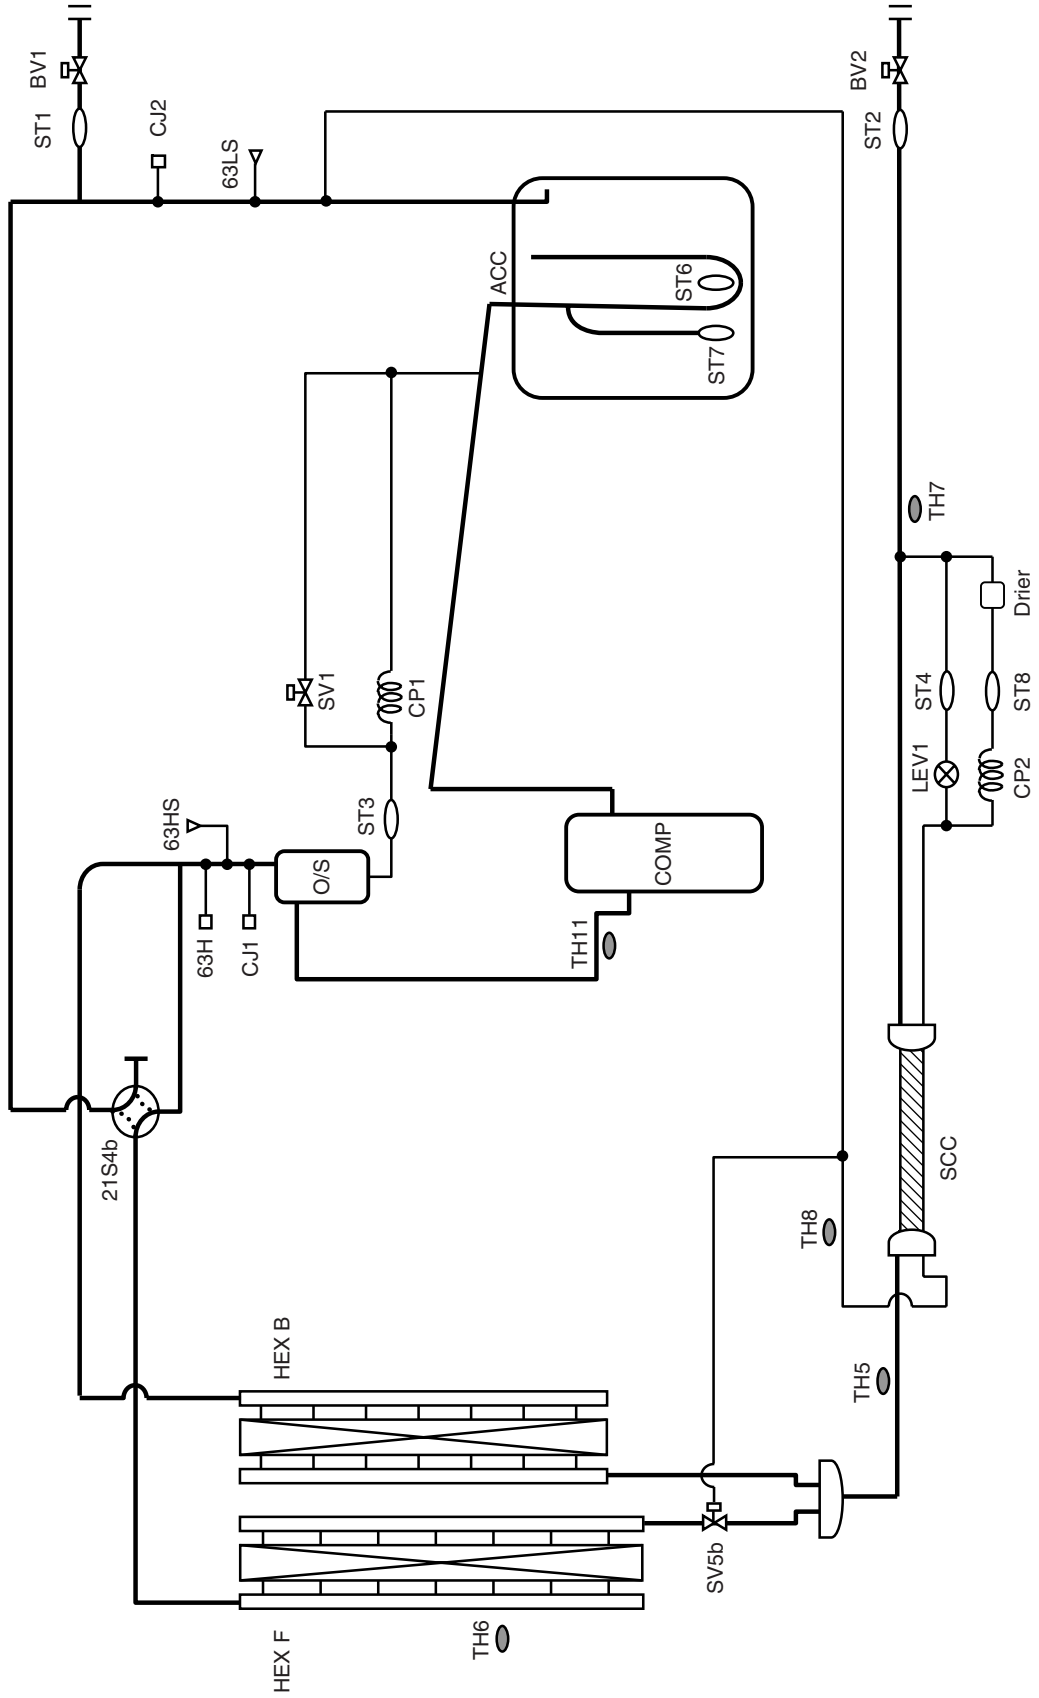 HEX F
TH6
HEX B
SV5b
TH5
21S4b
TH8
SCC
63H
CJ1
TH11
63HS
O/S
ST3
COMP
SV1
CP1
LEV1
CP2
ST4
ST8
Drier
TH7
ACC
ST7
ST6
63LS
CJ2
ST1
BV1
ST2
BV2